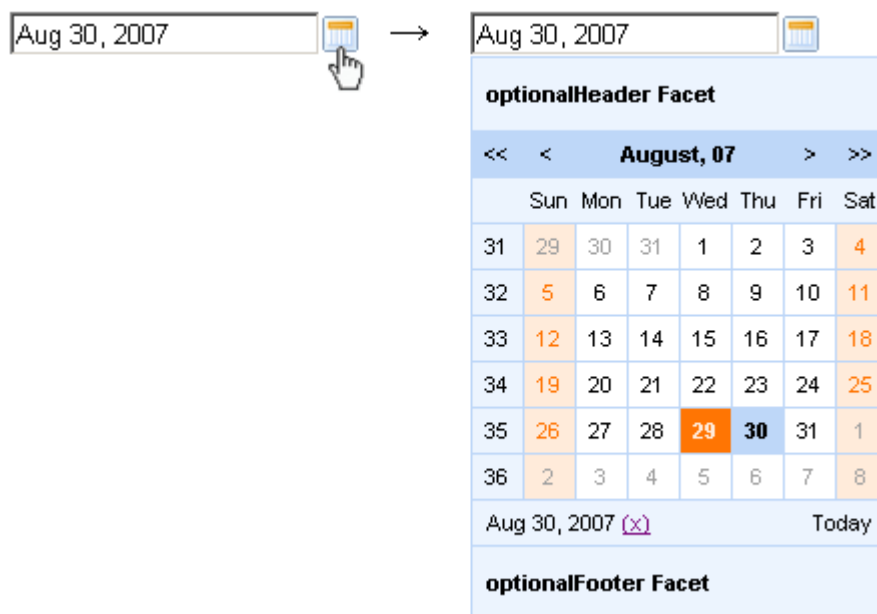 Aug 30, 2007
Aug 30, 2007
optionalHeader Facet
<< < August, 07 > >>
Sun Mon Tue Wed Thu Fri Sat
31 29 30 31 1 2 3 4
32 5 6 7 8 9 10 11
33 12 13 14 15 16 17 18
34 19 20 21 22 23 24 25
35 26 27 28 29 30 31 1
36 2 3 4 5 6 7 8
Aug 30, 2007 (x) Today
optionalFooter Facet